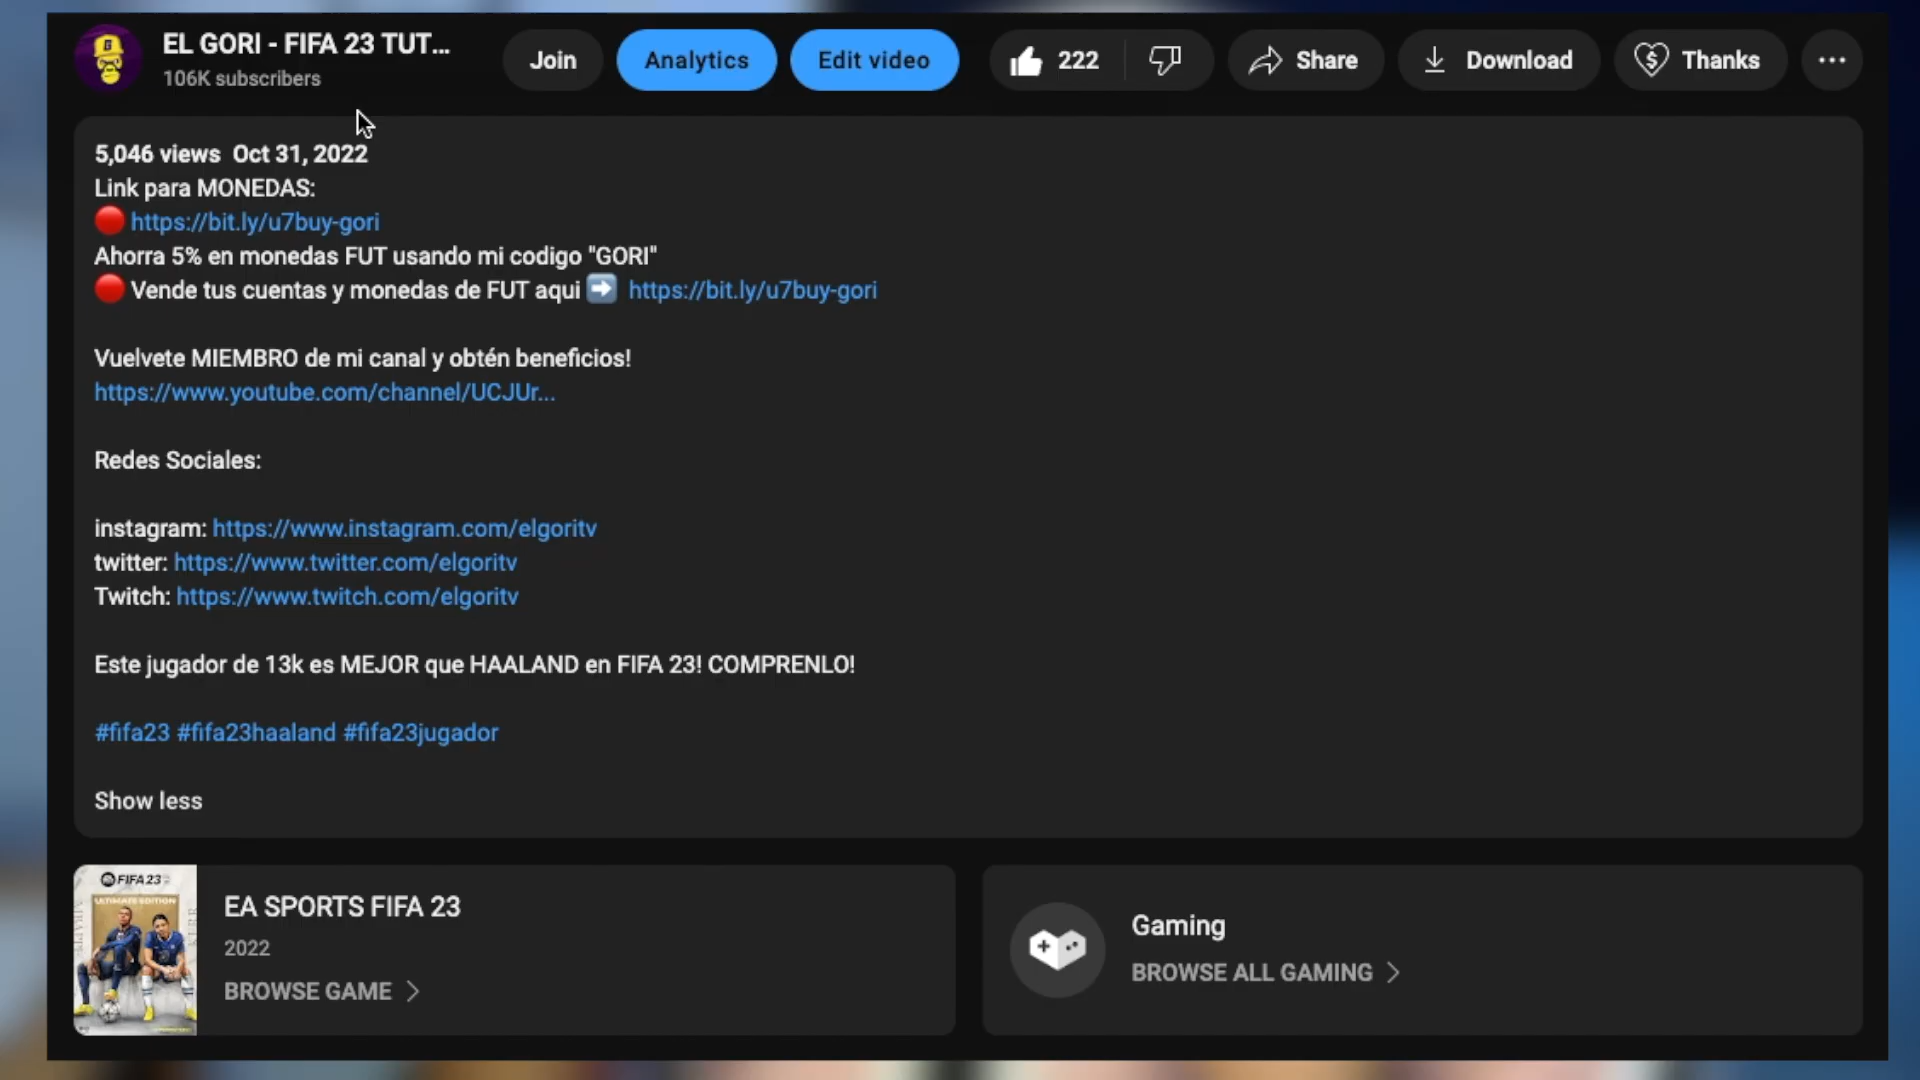 EL GORI - FIFA 23 TUT...
106K subscribers
Join
Analytics
Edit video
222
Share
Download
Thanks
5,046 views Oct 31, 2022
Link para MONEDAS:
🔴 https://bit.ly/u7buy-gori
Ahorra 5% en monedas FUT usando mi codigo "GORI"
🔴 Vende tus cuentas y monedas de FUT aqui ➡️ https://bit.ly/u7buy-gori
Vuelvete MIEMBRO de mi canal y obtén beneficios!
https://www.youtube.com/channel/UCJUr...
Redes Sociales:
instagram: https://www.instagram.com/elgoritv
twitter: https://www.twitter.com/elgoritv
Twitch: https://www.twitch.com/elgoritv
Este jugador de 13k es MEJOR que HAALAND en FIFA 23! COMPRENLO!
#fifa23 #fifa23haaland #fifa23jugador
Show less
FIFA 23
ULTIMATE EDITION
EA SPORTS FIFA 23
2022
BROWSE GAME
Gaming
BROWSE ALL GAMING